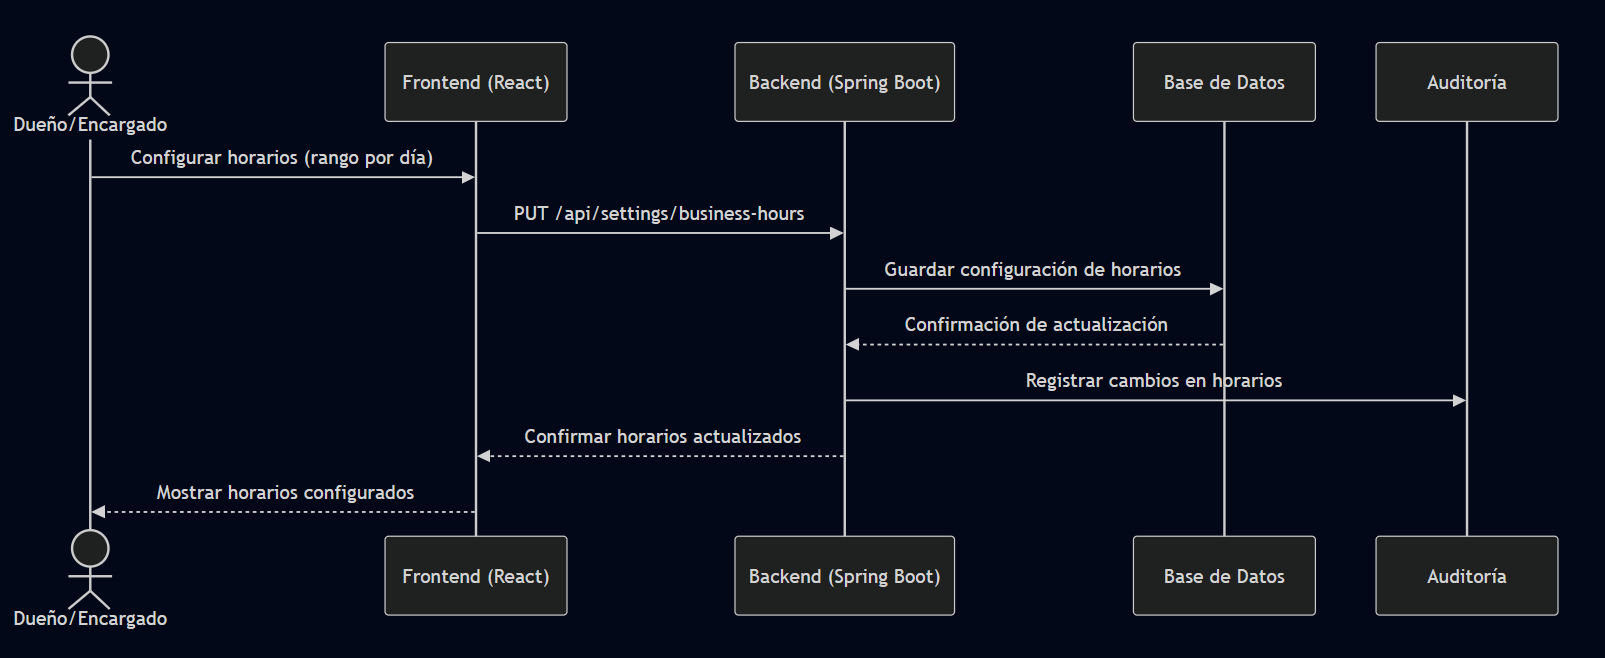 Dueño/Encargado
Frontend (React)
Backend (Spring Boot)
Base de Datos
Auditoría
Configurar horarios (rango por día)
PUT /api/settings/business-hours
Guardar configuración de horarios
Confirmación de actualización
Registrar cambios en horarios
Confirmar horarios actualizados
Mostrar horarios configurados
Dueño/Encargado
Frontend (React)
Backend (Spring Boot)
Base de Datos
Auditoría